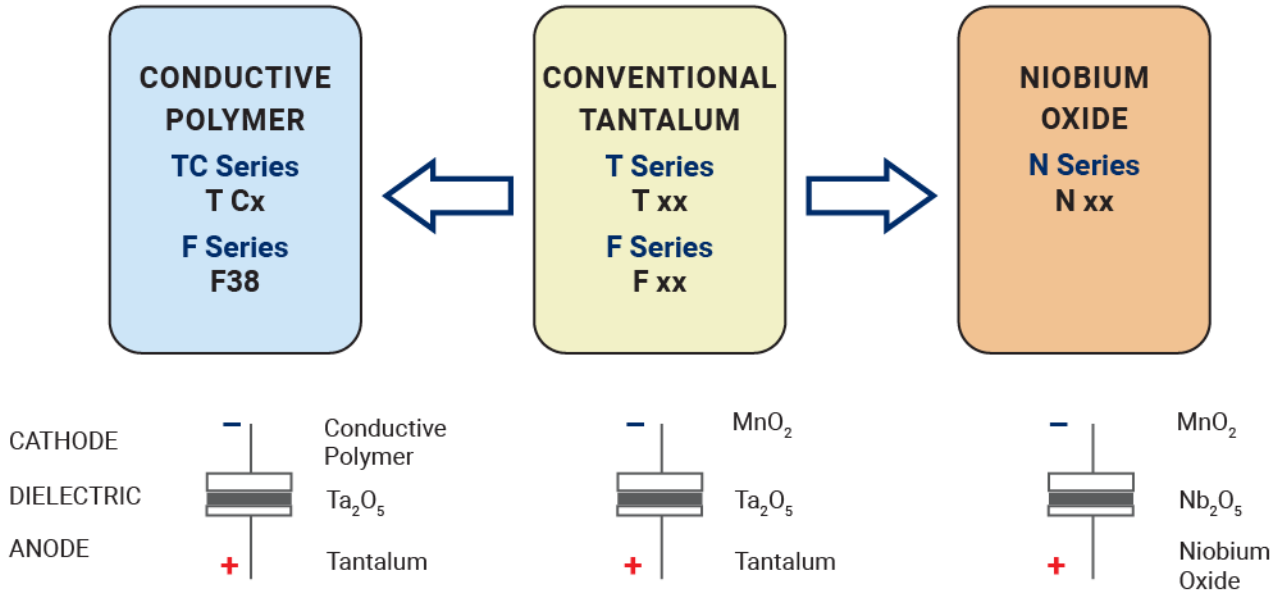 CONDUCTIVE
POLYMER
TC Series
T Cx
F Series
F38
CONVENTIONAL
TANTALUM
T Series
T xx
F Series
F xx
NIOBIUM
OXIDE
N Series
N xx
CATHODE
DIELECTRIC
ANODE
−
Conductive
Polymer
Ta₂O₅
+
Tantalum
−
MnO₂
Ta₂O₅
+
Tantalum
−
MnO₂
Nb₂O₅
+
Niobium
Oxide